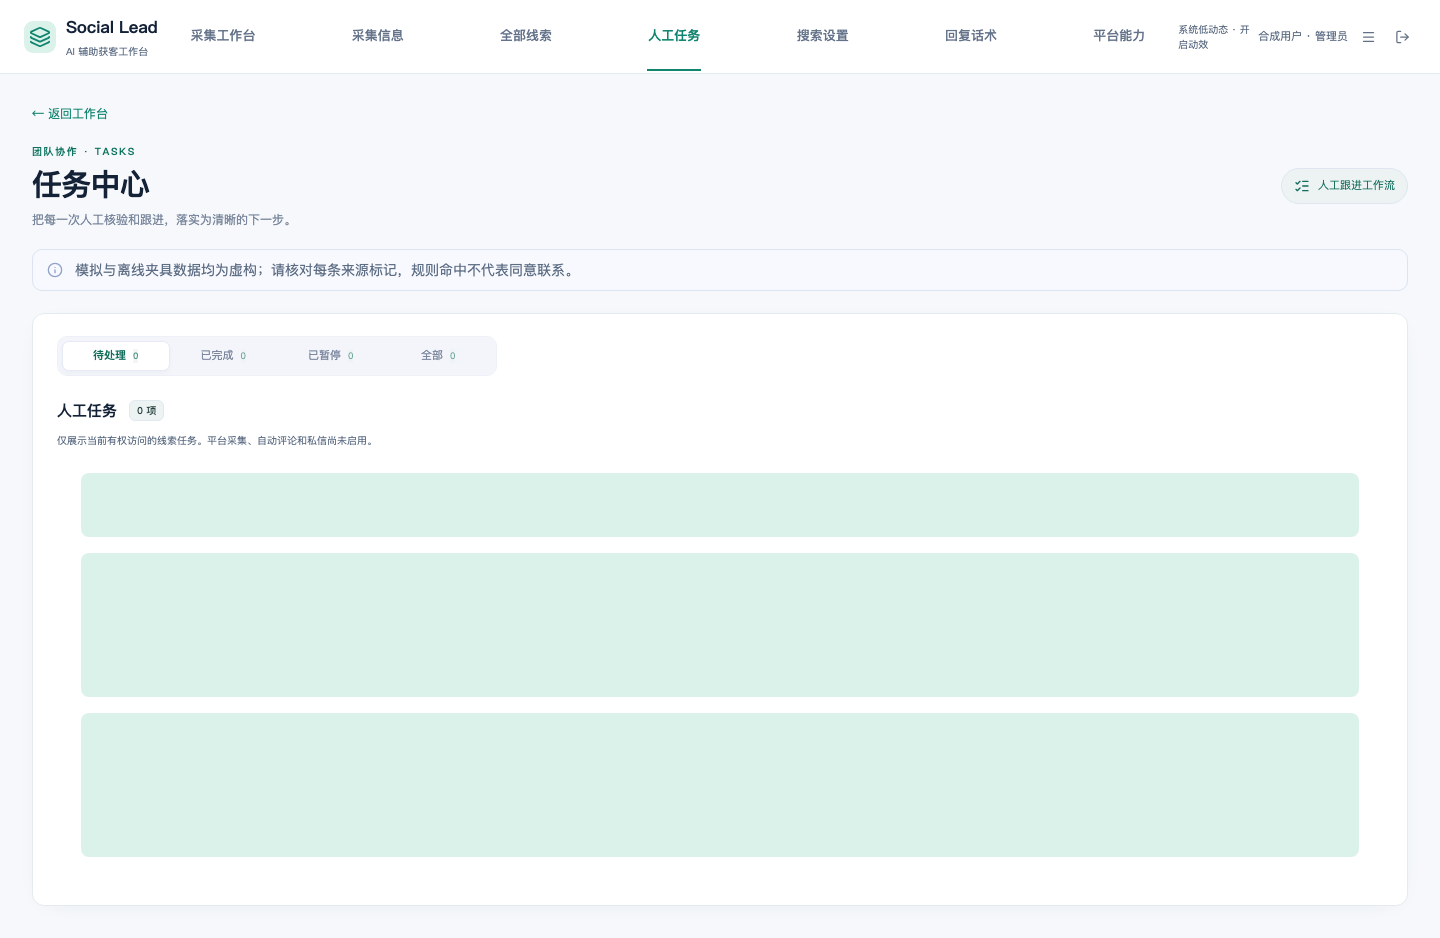 Social Lead
AI 辅助获客工作台
采集工作台
采集信息
全部线索
人工任务
搜索设置
回复话术
平台能力
系统低动态 · 开
启动效
合成用户 · 管理员
← 返回工作台
团队协作 · TASKS
任务中心
把每一次人工核验和跟进，落实为清晰的下一步。
人工跟进工作流
模拟与离线夹具数据均为虚构；请核对每条来源标记，规则命中不代表同意联系。
待处理 0
已完成 0
已暂停 0
全部 0
人工任务 0 项
仅展示当前有权访问的线索任务。平台采集、自动评论和私信尚未启用。